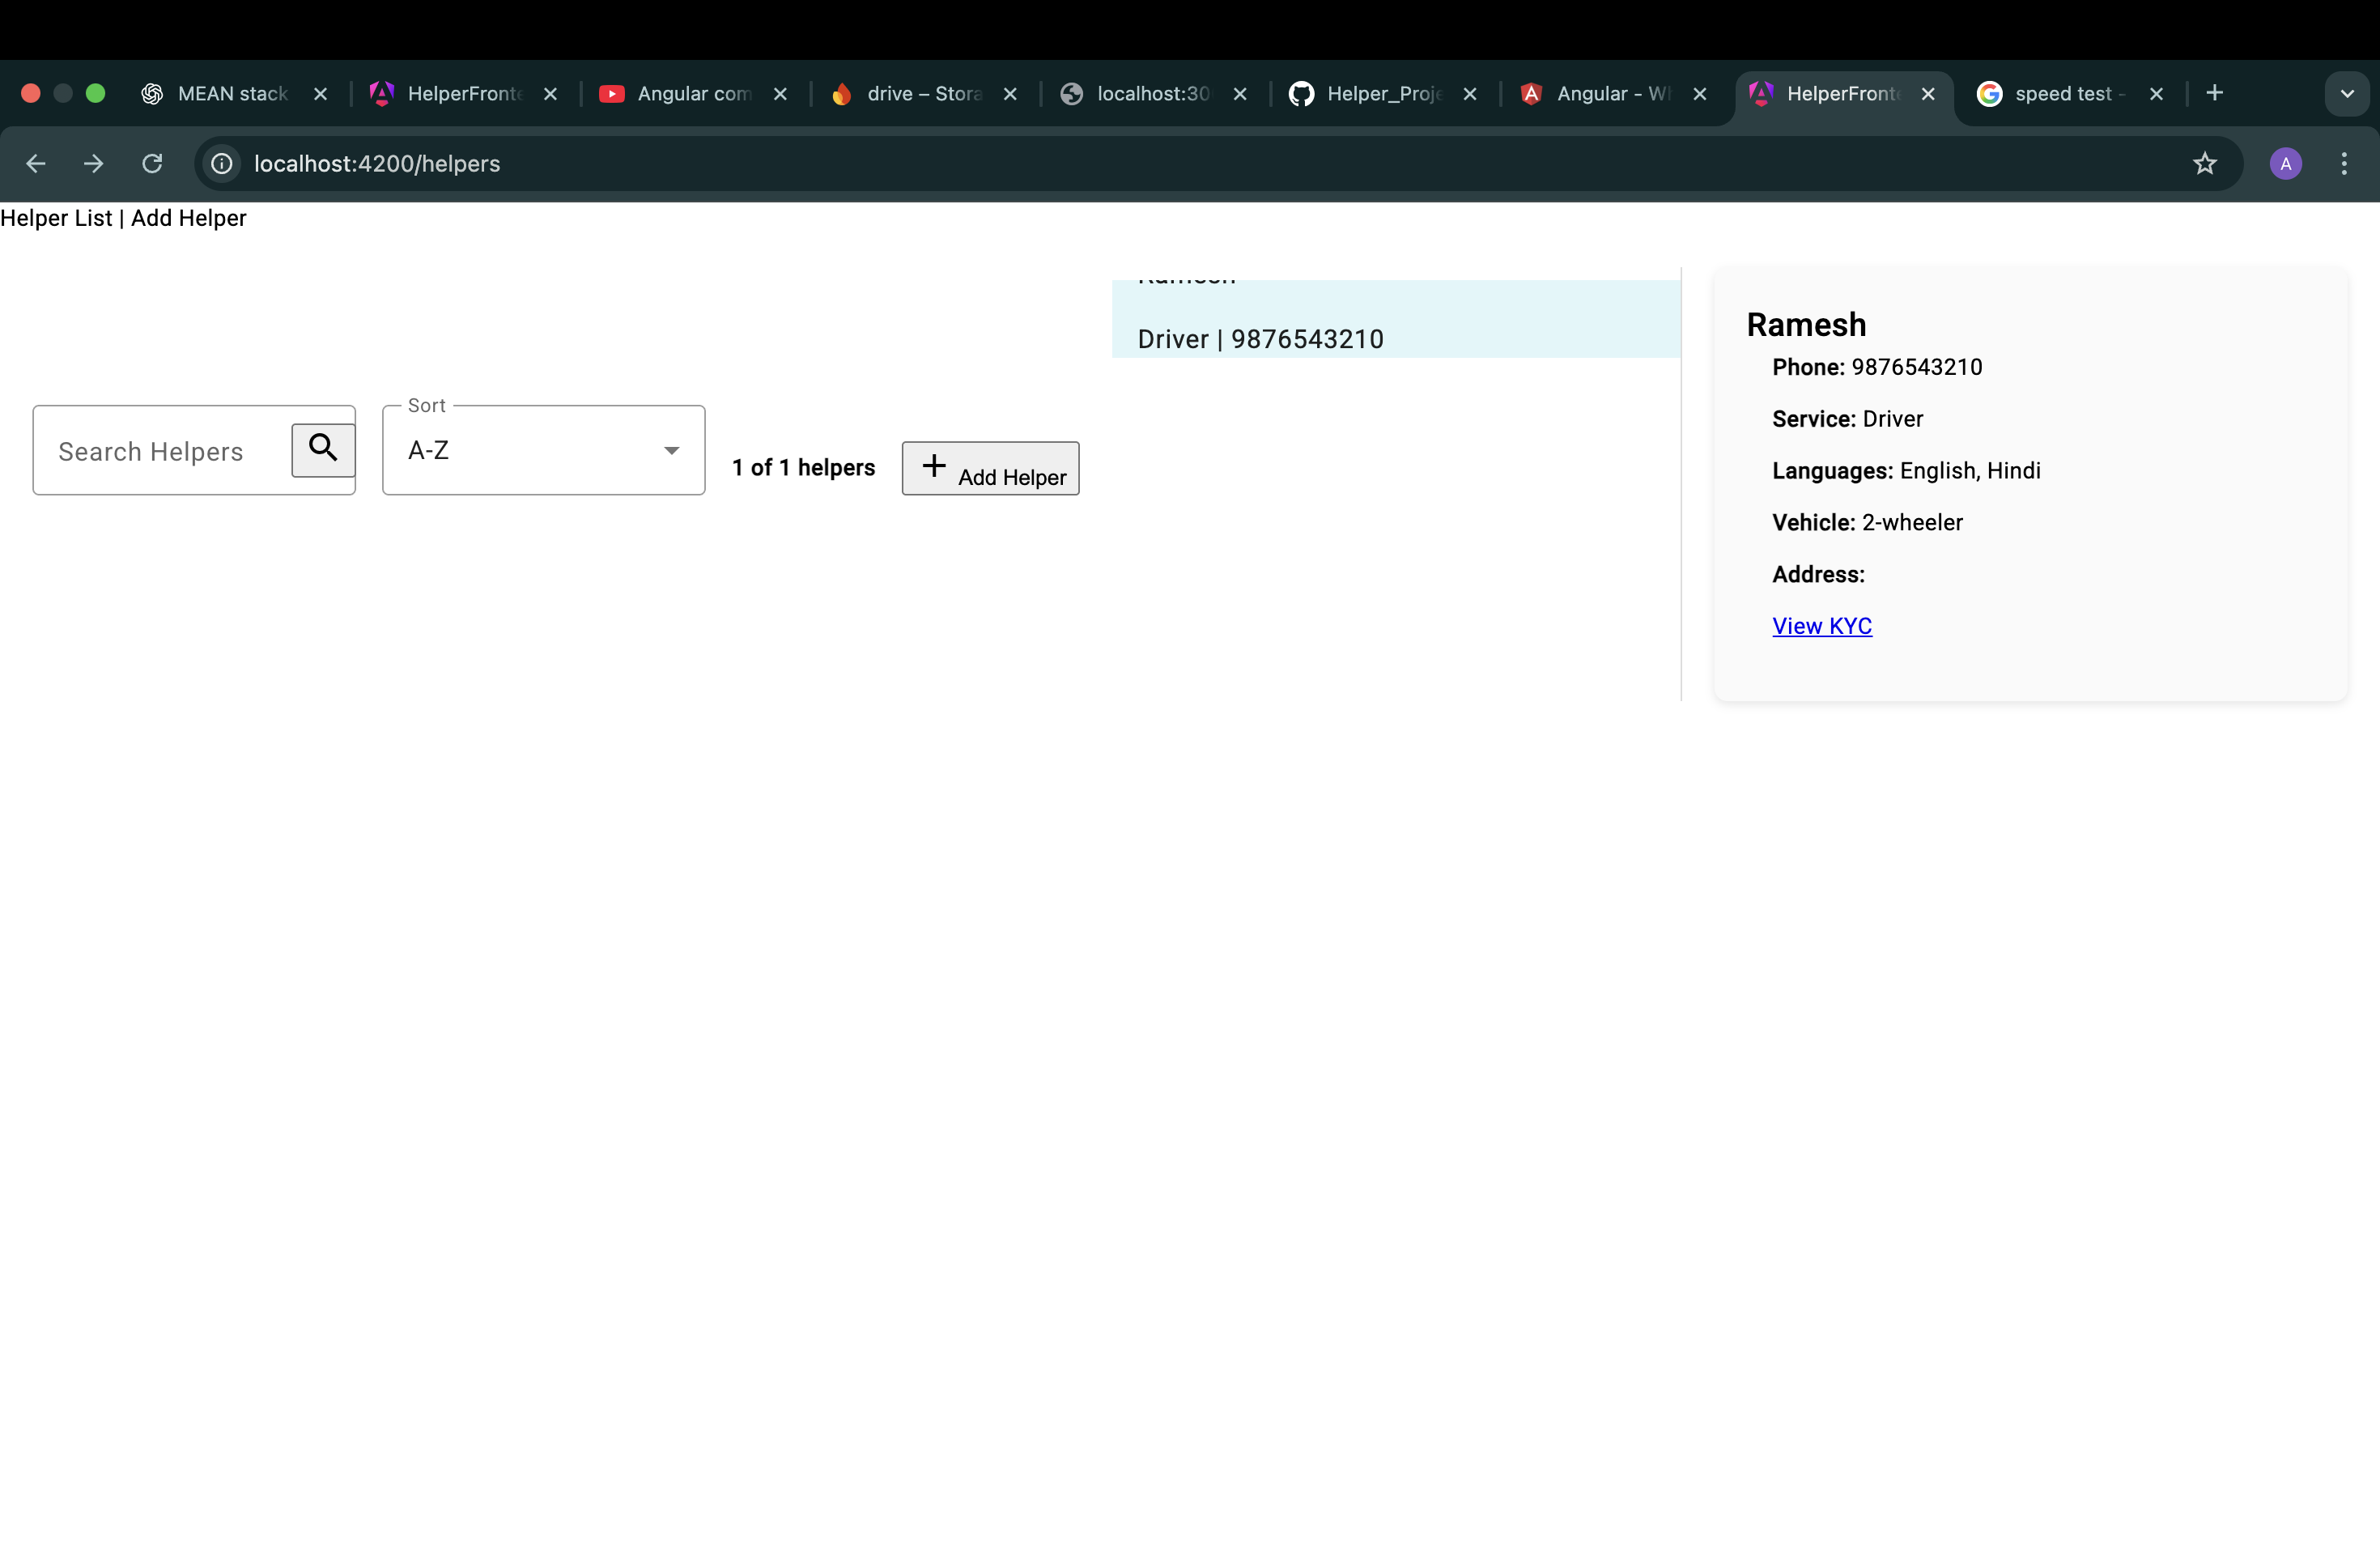 MEAN stack
HelperFronte
Angular com
drive – Stora
localhost:30
Helper_Proje
Angular - Wh
HelperFronte
speed test -
localhost:4200/helpers
A
Helper List | Add Helper
Ramesh
Driver | 9876543210
Search Helpers
Sort
A-Z
1 of 1 helpers
Add Helper
Ramesh
Phone: 9876543210
Service: Driver
Languages: English, Hindi
Vehicle: 2-wheeler
Address:
View KYC